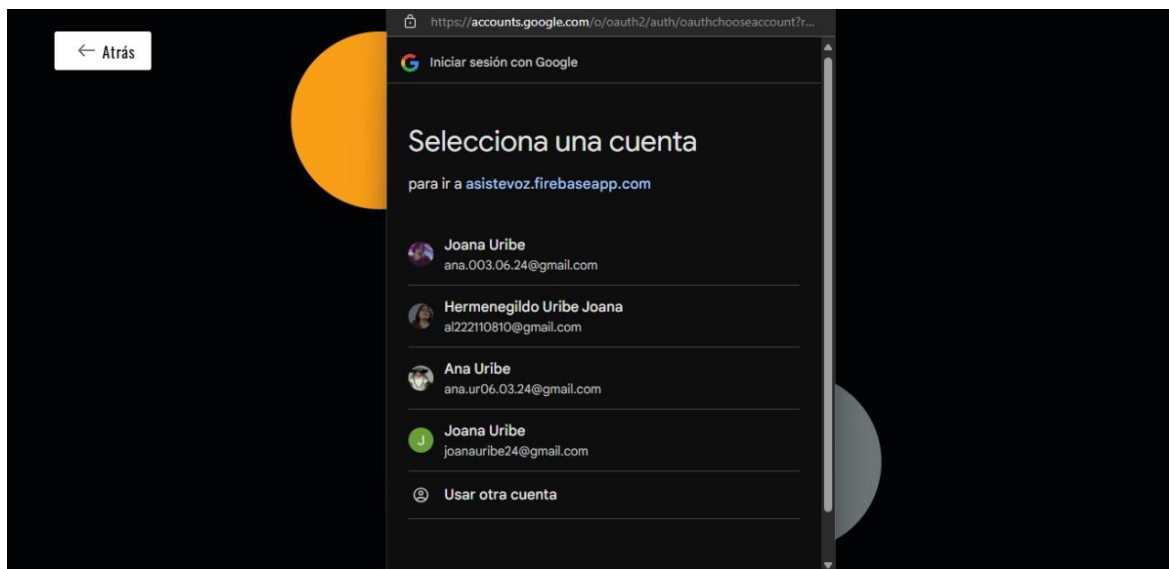 https://accounts.google.com/o/oauth2/auth/oauthchooseaccount?r...
← Atrás
Iniciar sesión con Google
Selecciona una cuenta
para ir a asistevoz.firebaseapp.com
Joana Uribe
ana.003.06.24@gmail.com
Hermenegildo Uribe Joana
al222110810@gmail.com
Ana Uribe
ana.ur06.03.24@gmail.com
J
Joana Uribe
joanauribe24@gmail.com
Usar otra cuenta